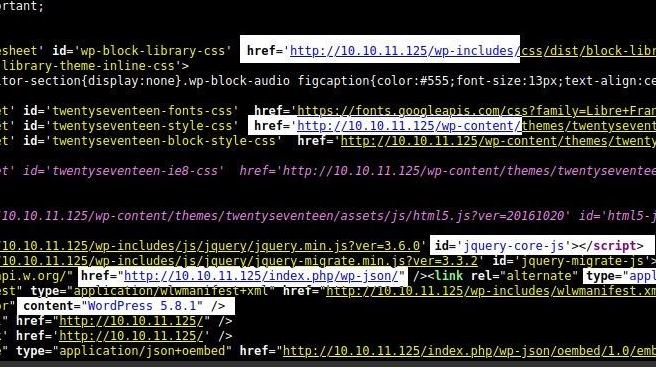 ortant;
esheet' id='wp-block-library-css' href='http://10.10.11.125/wp-includes/css/dist/block-libr
library-theme-inline-css'>
tor-section{display:none}.wp-block-audio figcaption{color:#555;font-size:13px;text-align:ce
et' id='twentyseventeen-fonts-css' href='https://fonts.googleapis.com/css?family=Libre+Fran
et' id='twentyseventeen-style-css' href='http://10.10.11.125/wp-content/themes/twentysevent
et' id='twentyseventeen-block-style-css' href='http://10.10.11.125/wp-content/themes/twenty
et' id='twentyseventeen-ie8-css' href='http://10.10.11.125/wp-content/themes/twentyseventee
/10.10.11.125/wp-content/themes/twentyseventeen/assets/js/html5.js?ver=20161020' id='html5-j
/10.10.11.125/wp-includes/js/jquery/jquery.min.js?ver=3.6.0' id='jquery-core-js'></script>
/10.10.11.125/wp-includes/js/jquery/jquery-migrate.min.js?ver=3.3.2' id='jquery-migrate-js'>
api.w.org/" href="http://10.10.11.125/index.php/wp-json/" /><link rel="alternate" type="appl
est" type="application/wlwmanifest+xml" href="http://10.10.11.125/wp-includes/wlwmanifest.xm
or" content="WordPress 5.8.1" />
" href="http://10.10.11.125/" />
' href='http://10.10.11.125/' />
e" type="application/json+oembed" href="http://10.10.11.125/index.php/wp-json/oembed/1.0/emb